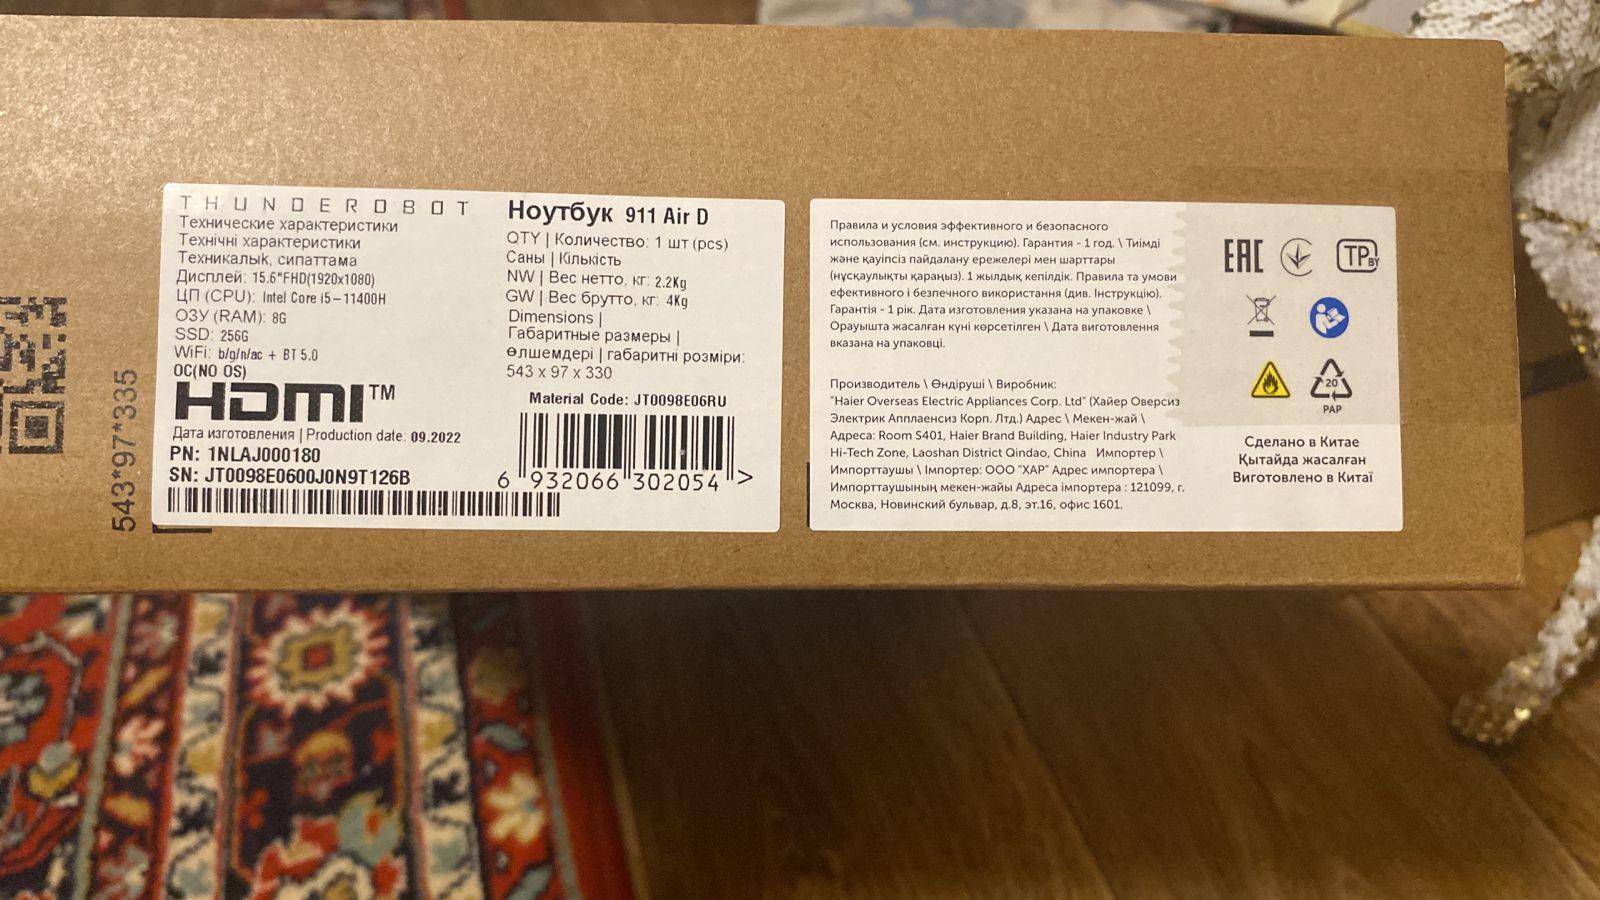 543*97*335
THUNDEROBOT
Технические характеристики
Технічні характеристики
Техникалық, сипаттама
Дисплей: 15.6"FHD(1920x1080)
ЦП (CPU): Intel Core i5-11400H
ОЗУ (RAM): 8G
SSD: 256G
WiFi: b/g/n/ac + BT 5.0
ОС(NO OS)
HDMI™
Дата изготовления | Production date: 09.2022
PN: 1NLAJ000180
SN: JT0098E0600J0N9T126B
Ноутбук 911 Air D
QTY | Количество: 1 шт (pcs)
Саны | Кількість
NW | Вес нетто, кг: 2.2Kg
GW | Вес брутто, кг: 4Kg
Dimensions |
Габаритные размеры |
Өлшемдері | габаритні розміри:
543 x 97 x 330
Material Code: JT0098E06RU
6 932066 302054 >
Правила и условия эффективного и безопасного
использования (см. инструкцию). Гарантия - 1 год. \ Тиімді
және қауіпсіз пайдалану ережелері мен шарттары
(нұсқаулықты қараңыз). 1 жылдық кепілдік. Правила та умови
ефективного і безпечного використання (див. Інструкцію).
Гарантія - 1 рік. Дата изготовления указана на упаковке \
Орауышта жасалған күні көрсетілген \ Дата виготовлення
вказана на упаковці.
Производитель \ Өндіруші \ Виробник:
"Haier Overseas Electric Appliances Corp. Ltd" (Хайер Оверсиз
Электрик Апплаенсиз Корп. Лтд.) Адрес \ Мекен-жай \
Адреса: Room S401, Haier Brand Building, Haier Industry Park
Hi-Tech Zone, Laoshan District Qindao, China Импортер \
Импорттаушы \ Імпортер: ООО "ХАР" Адрес импортера \
Импорттаушының мекен-жайы Адреса імпортера : 121099, г.
Москва, Новинский бульвар, д.8, эт.16, офис 1601.
EAC
TP BY
20
PAP
Сделано в Китае
Қытайда жасалған
Виготовлено в Китаї